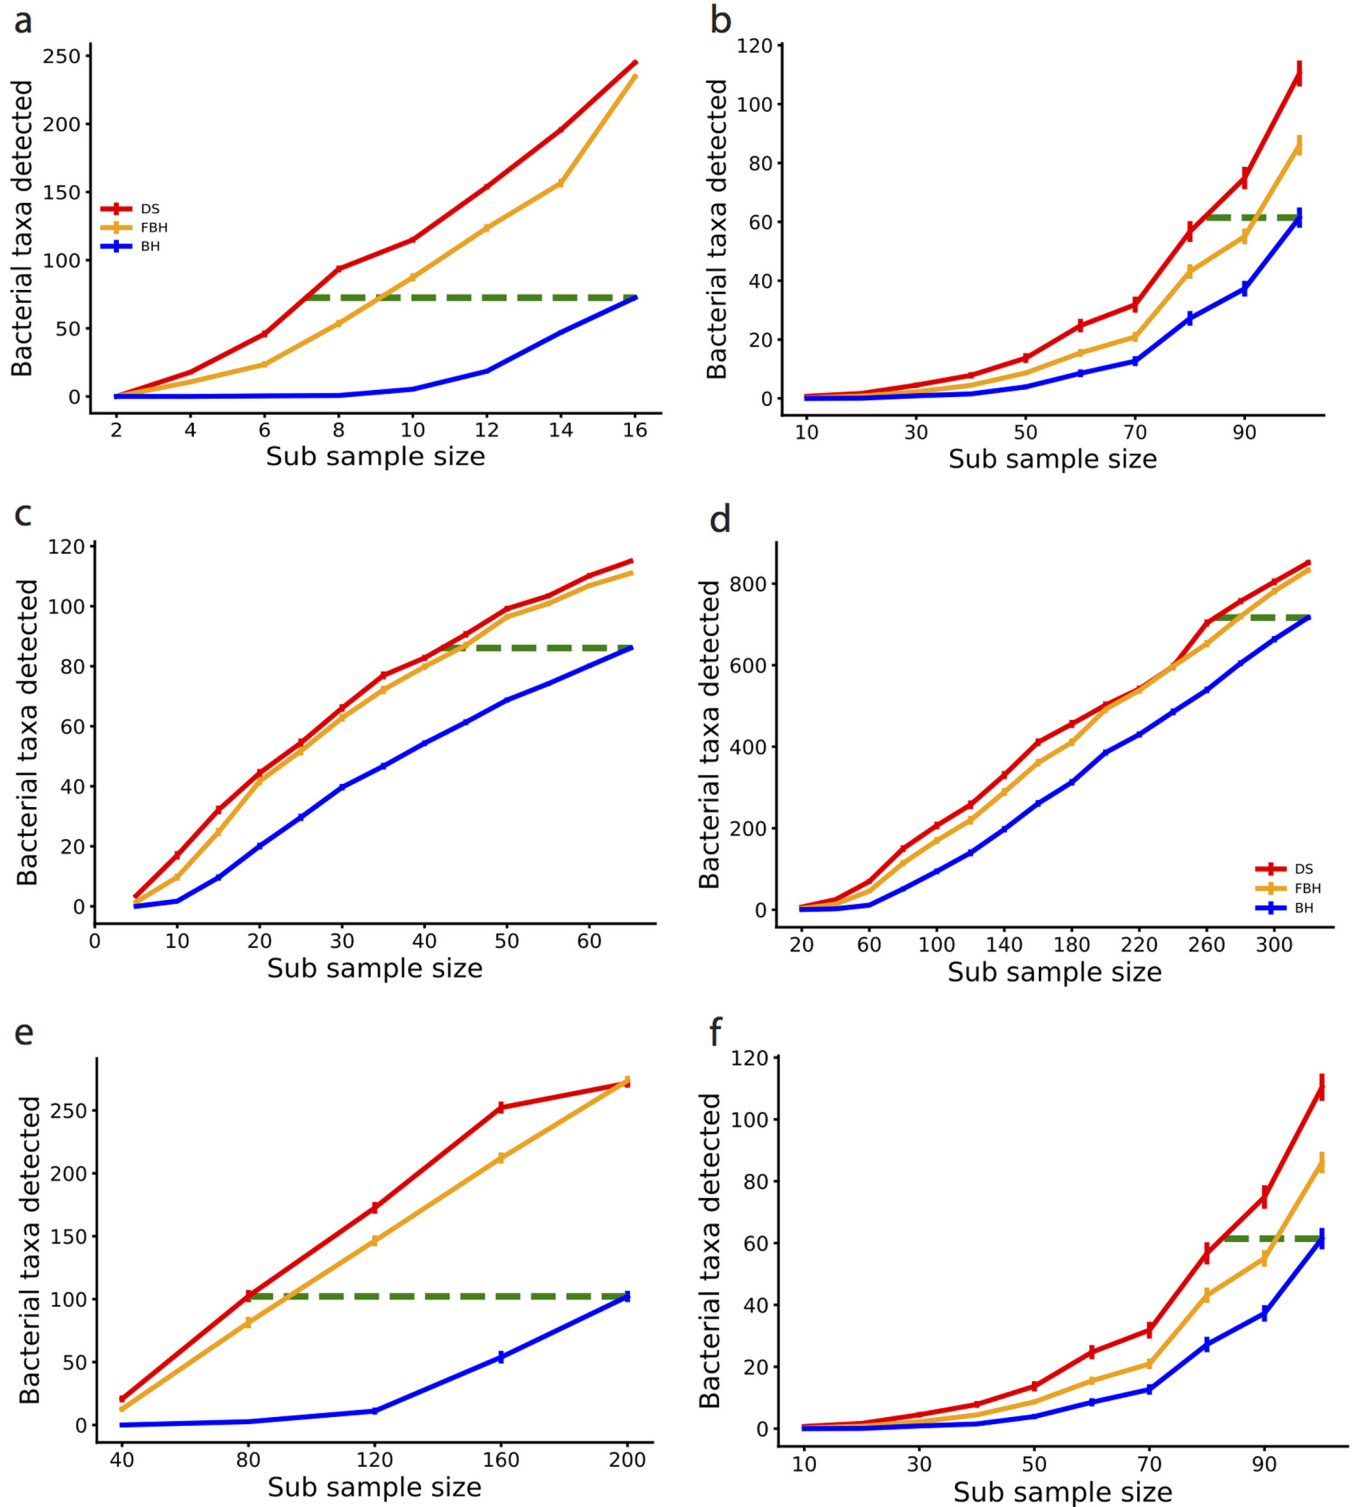 a
Bacterial taxa detected
250
200
150
100
50
0
DS
FBH
BH
2 4 6 8 10 12 14 16
Sub sample size
b
Bacterial taxa detected
120
100
80
60
40
20
0
10 30 50 70 90
Sub sample size
c
Bacterial taxa detected
120
100
80
60
40
20
0
0 10 20 30 40 50 60
Sub sample size
d
Bacterial taxa detected
800
600
400
200
0
DS
FBH
BH
20 60 100 140 180 220 260 300
Sub sample size
e
Bacterial taxa detected
250
200
150
100
50
0
40 80 120 160 200
Sub sample size
f
Bacterial taxa detected
120
100
80
60
40
20
0
10 30 50 70 90
Sub sample size